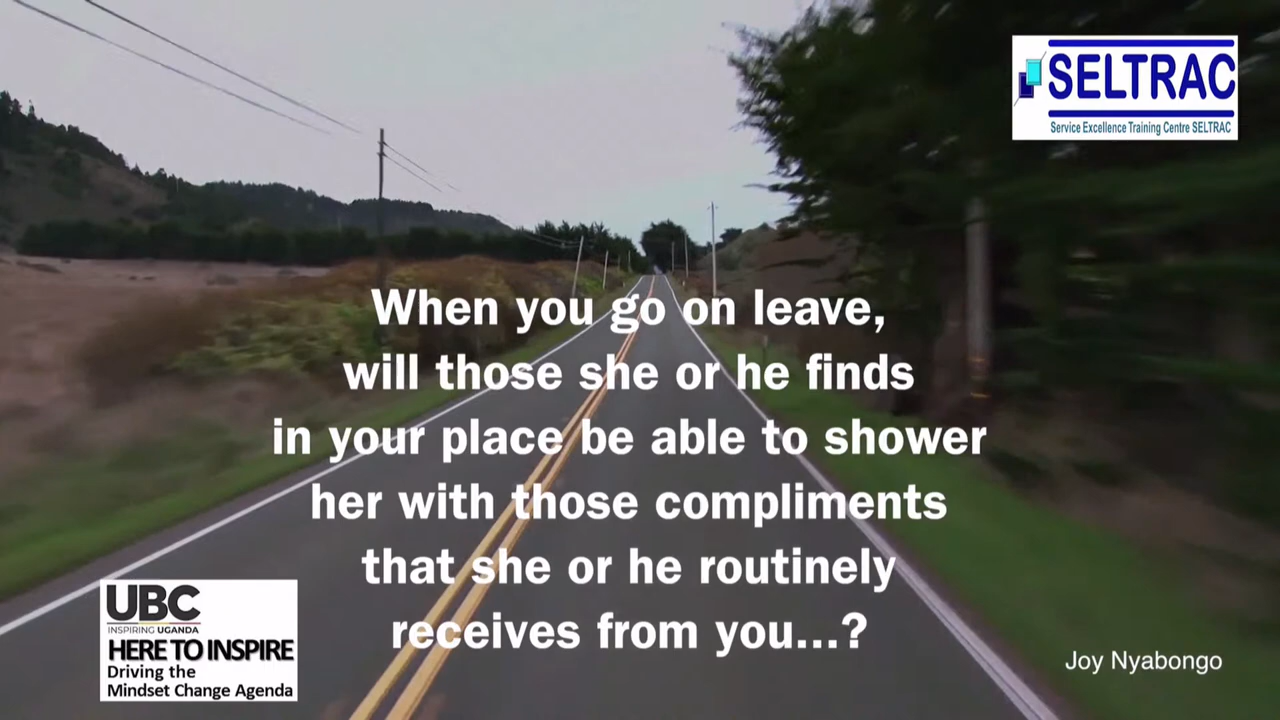 SELTRAC
Service Excellence Training Centre SELTRAC
When you go on leave,
will those she or he finds
in your place be able to shower
her with those compliments
that she or he routinely
receives from you...?
UBC
INSPIRING UGANDA
HERE TO INSPIRE
Driving the
Mindset Change Agenda
Joy Nyabongo